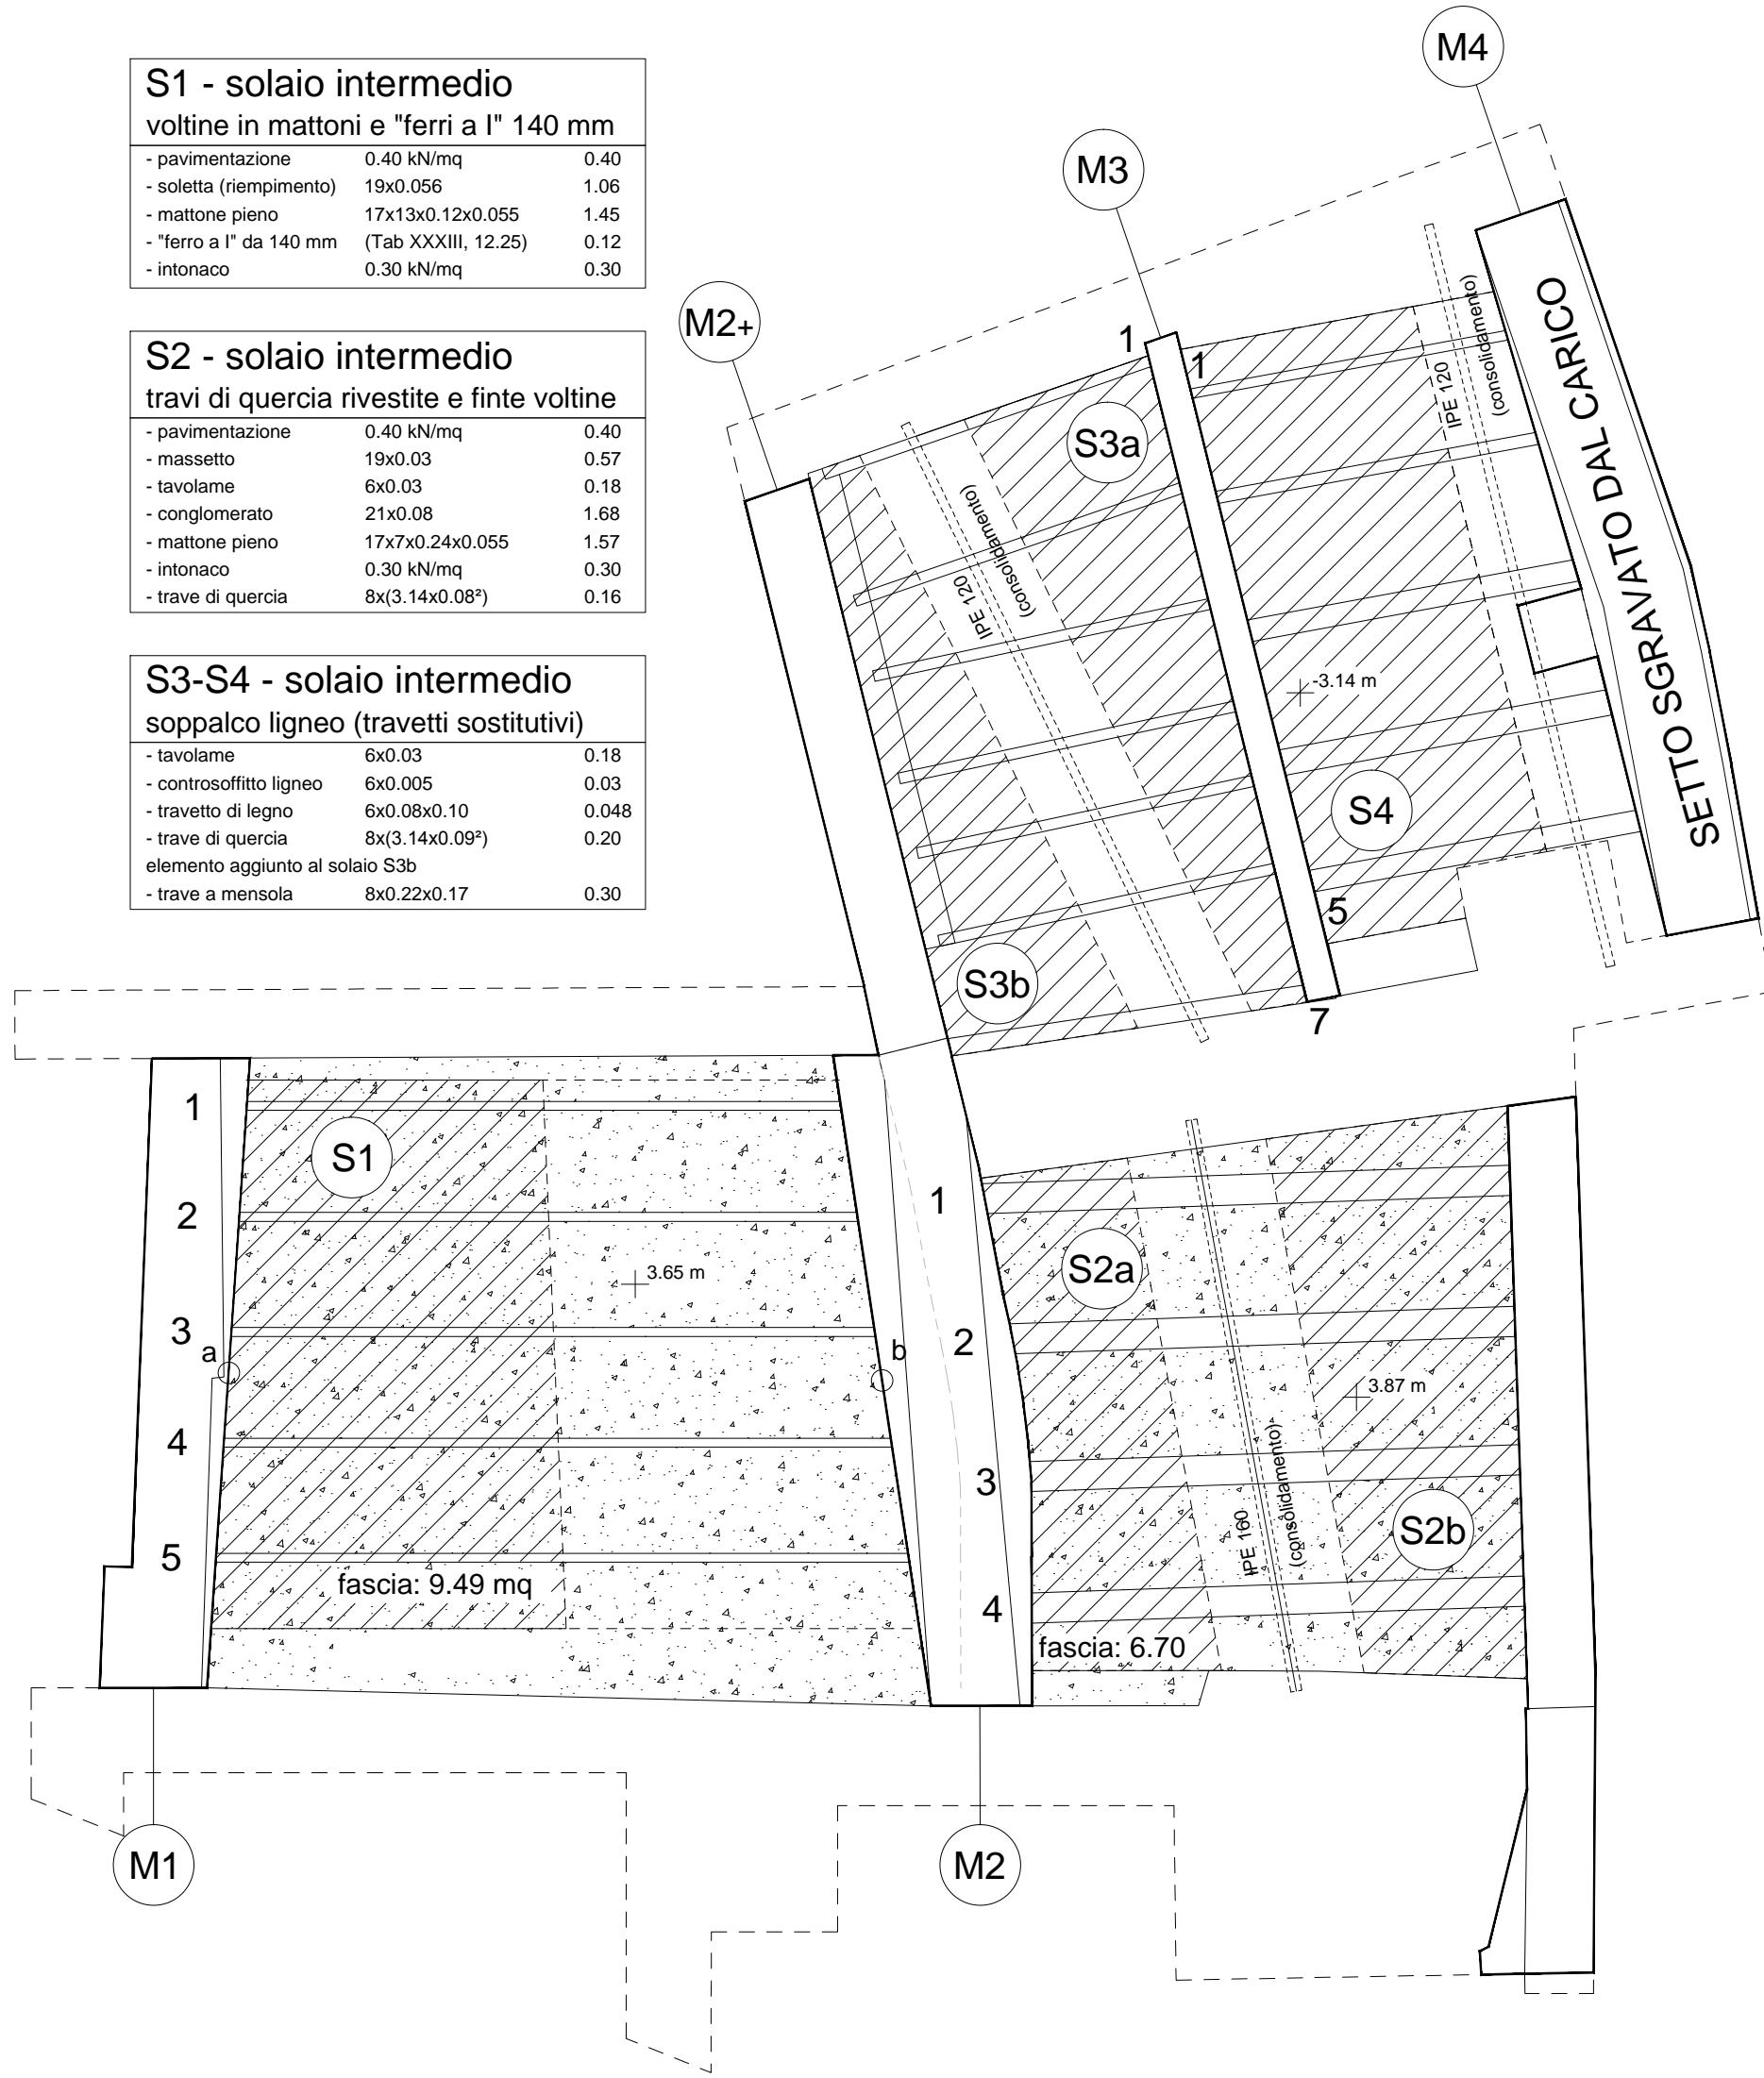 S1 - solaio intermedio
voltine in mattoni e "ferri a I" 140 mm
- pavimentazione 0.40 kN/mq 0.40
- soletta (riempimento) 19x0.056 1.06
- mattone pieno 17x13x0.12x0.055 1.45
- "ferro a I" da 140 mm (Tab XXXIII, 12.25) 0.12
- intonaco 0.30 kN/mq 0.30
S2 - solaio intermedio
travi di quercia rivestite e finte voltine
- pavimentazione 0.40 kN/mq 0.40
- massetto 19x0.03 0.57
- tavolame 6x0.03 0.18
- conglomerato 21x0.08 1.68
- mattone pieno 17x7x0.24x0.055 1.57
- intonaco 0.30 kN/mq 0.30
- trave di quercia 8x(3.14x0.08²) 0.16
S3-S4 - solaio intermedio
soppalco ligneo (travetti sostitutivi)
- tavolame 6x0.03 0.18
- controsoffitto ligneo 6x0.005 0.03
- travetto di legno 6x0.08x0.10 0.048
- trave di quercia 8x(3.14x0.09²) 0.20
elemento aggiunto al solaio S3b
- trave a mensola 8x0.22x0.17 0.30
M4
M3
M2+
1
1
S3a
IPE 120
(consolidamento)
IPE 120
(consolidamento)
SETTO SGRAVATO DAL CARICO
-3.14 m
S4
5
S3b
7
1
S1
2
3.65 m
3
a
b
4
5
fascia: 9.49 mq
1
S2a
2
3.87 m
3
IPE 160
(consolidamento)
S2b
4
fascia: 6.70
M1
M2